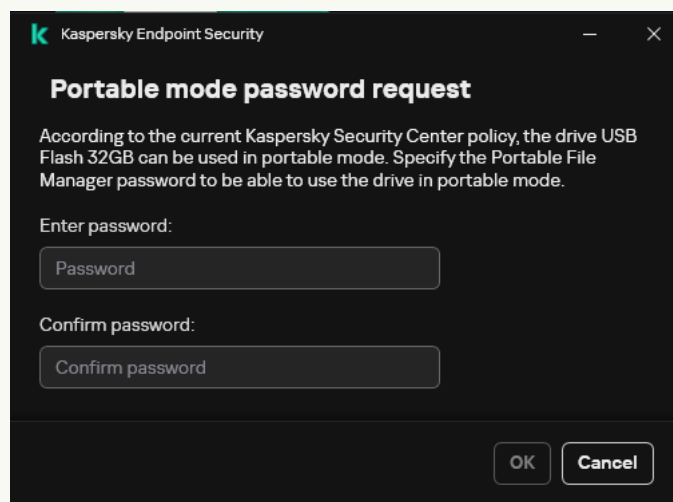 Kaspersky Endpoint Security
Portable mode password request
According to the current Kaspersky Security Center policy, the drive USB
Flash 32GB can be used in portable mode. Specify the Portable File
Manager password to be able to use the drive in portable mode.
Enter password:
Password
Confirm password:
Confirm password
OK
Cancel